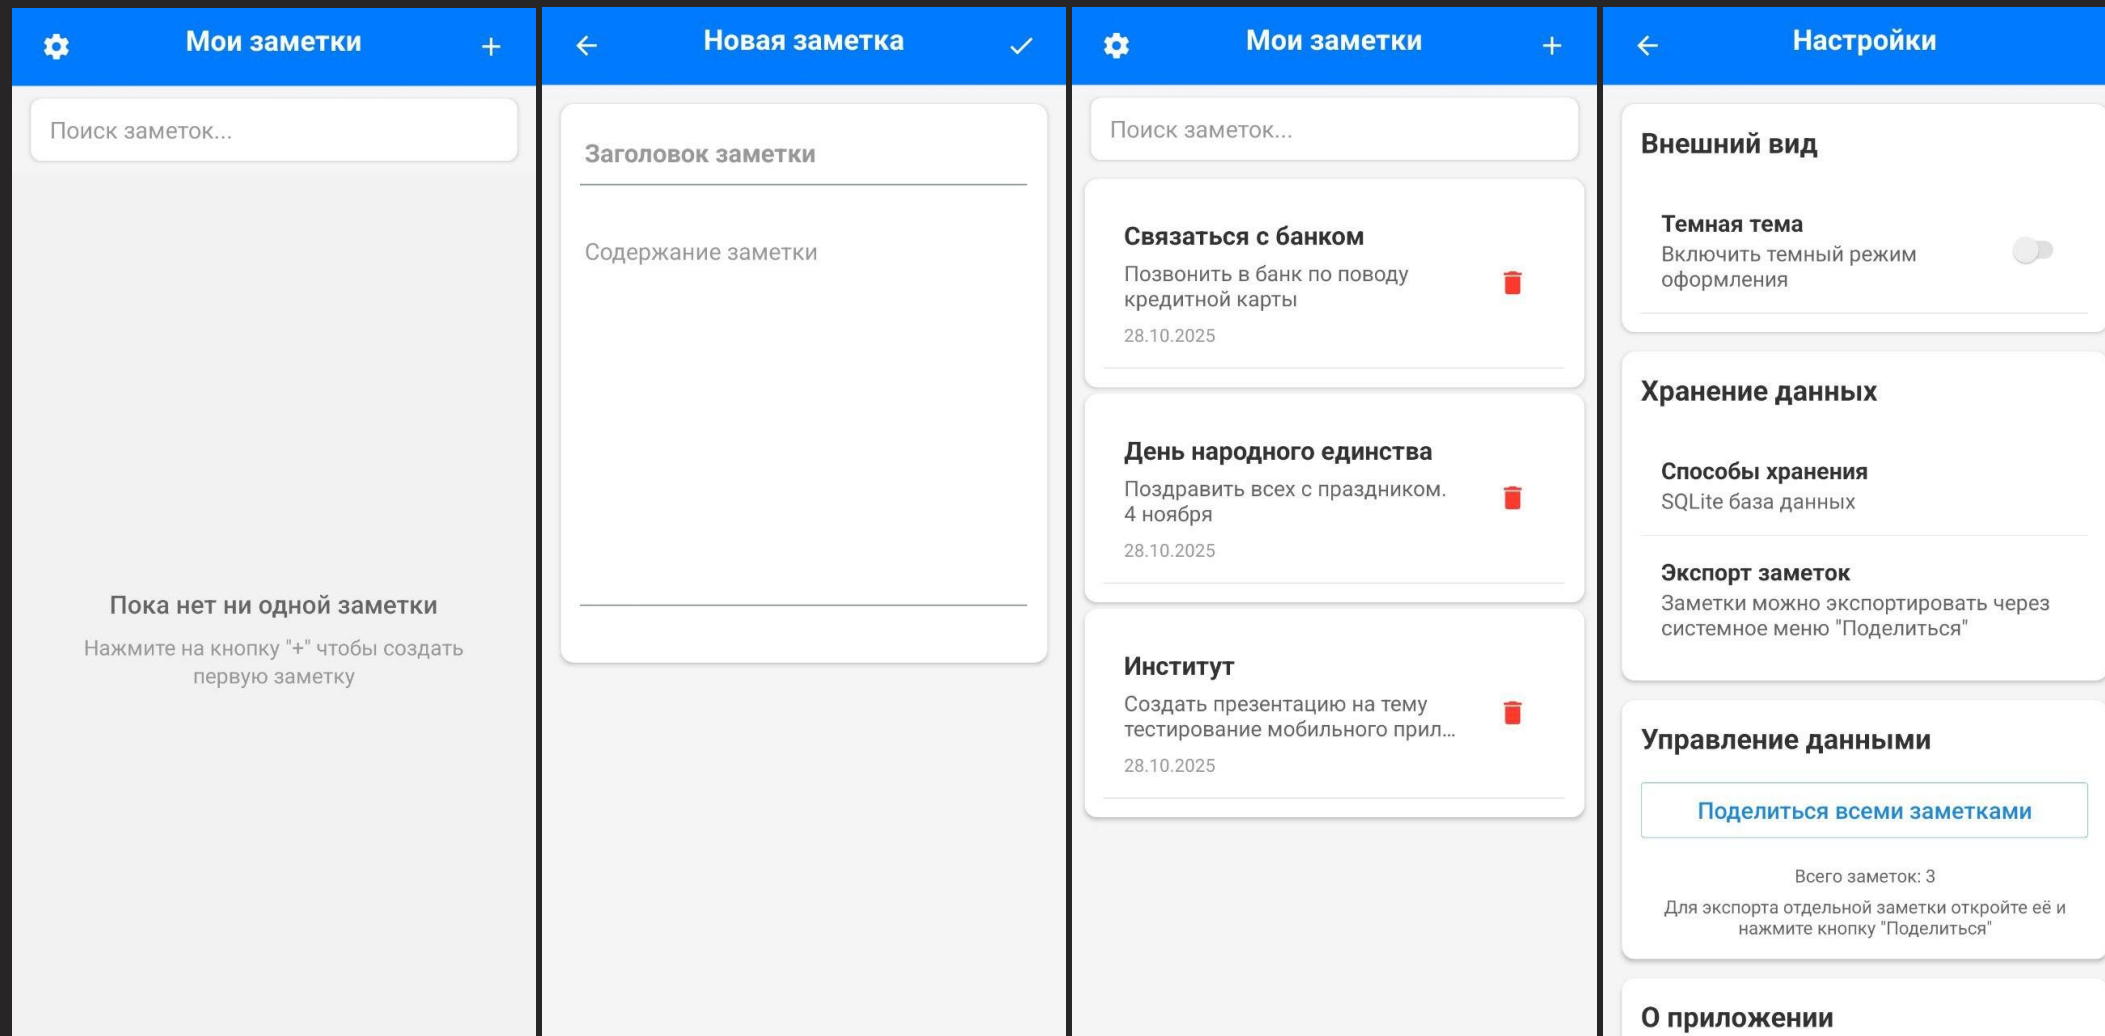 Мои заметки
+
Поиск заметок...
Пока нет ни одной заметки
Нажмите на кнопку "+" чтобы создать
первую заметку
Новая заметка
Заголовок заметки
Содержание заметки
Мои заметки
+
Поиск заметок...
Связаться с банком
Позвонить в банк по поводу
кредитной карты
28.10.2025
День народного единства
Поздравить всех с праздником.
4 ноября
28.10.2025
Институт
Создать презентацию на тему
тестирование мобильного прил...
28.10.2025
Настройки
Внешний вид
Темная тема
Включить темный режим
оформления
Хранение данных
Способы хранения
SQLite база данных
Экспорт заметок
Заметки можно экспортировать через
системное меню "Поделиться"
Управление данными
Поделиться всеми заметками
Всего заметок: 3
Для экспорта отдельной заметки откройте её и
нажмите кнопку "Поделиться"
О приложении